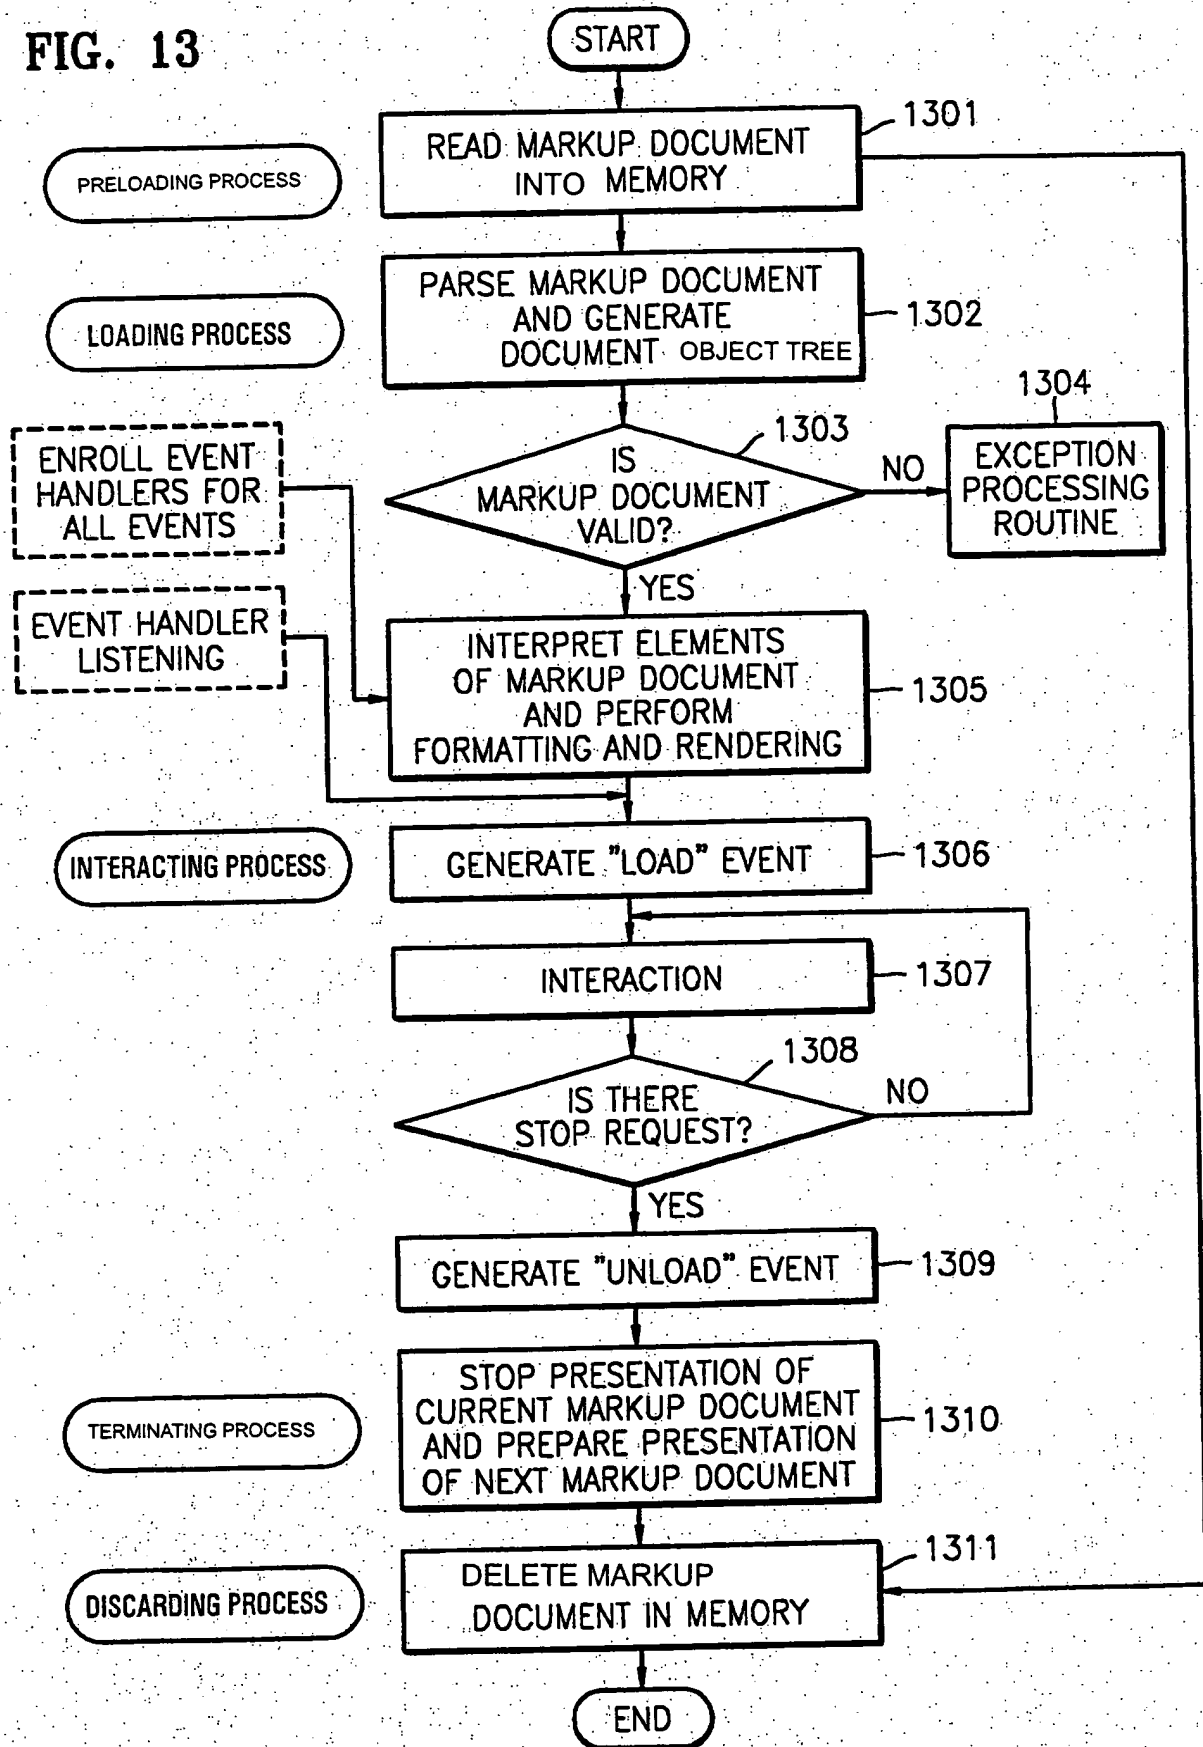 FIG. 13
START
1301
READ MARKUP DOCUMENT
INTO MEMORY
PRELOADING PROCESS
PARSE MARKUP DOCUMENT
AND GENERATE
DOCUMENT OBJECT TREE
1302
LOADING PROCESS
1303
1304
IS
MARKUP DOCUMENT
VALID?
NO
EXCEPTION
PROCESSING
ROUTINE
ENROLL EVENT
HANDLERS FOR
ALL EVENTS
YES
EVENT HANDLER
LISTENING
INTERPRET ELEMENTS
OF MARKUP DOCUMENT
AND PERFORM
FORMATTING AND RENDERING
1305
INTERACTING PROCESS
GENERATE "LOAD" EVENT
1306
INTERACTION
1307
1308
IS THERE
STOP REQUEST?
NO
YES
GENERATE "UNLOAD" EVENT
1309
STOP PRESENTATION OF
CURRENT MARKUP DOCUMENT
AND PREPARE PRESENTATION
OF NEXT MARKUP DOCUMENT
1310
TERMINATING PROCESS
1311
DELETE MARKUP
DOCUMENT IN MEMORY
DISCARDING PROCESS
END